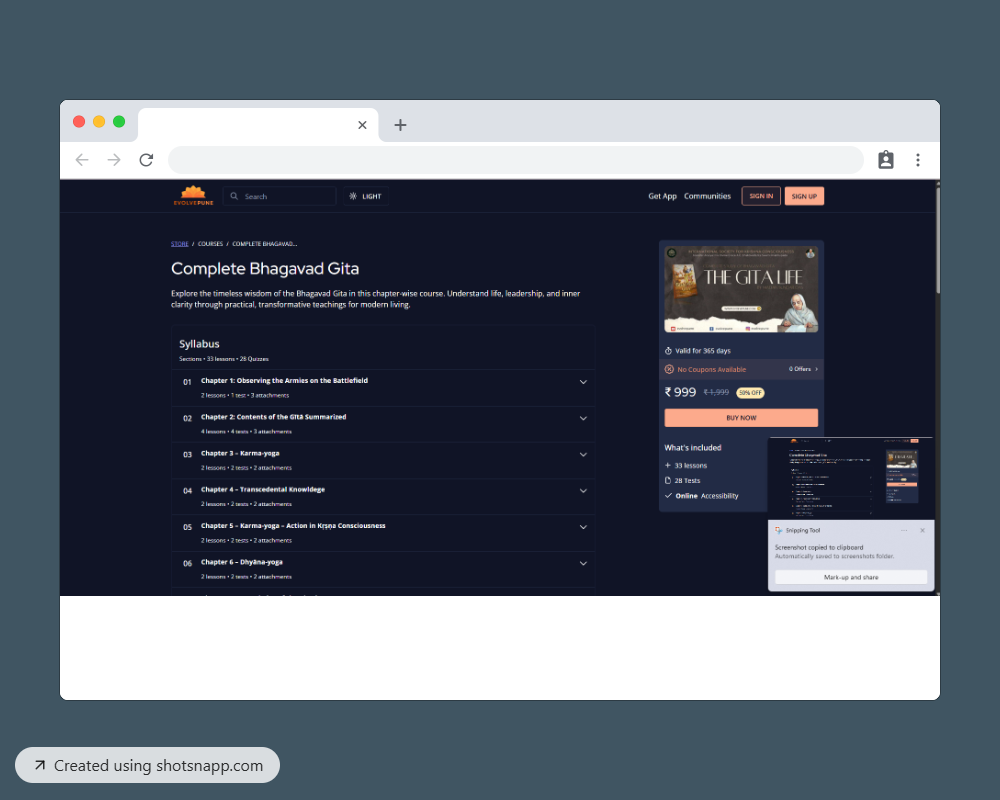 EVOLVEPUNE
Search
LIGHT
Get App
Communities
SIGN IN
SIGN UP
STORE / COURSES / COMPLETE BHAGAVAD...
Complete Bhagavad Gita
Explore the timeless wisdom of the Bhagavad Gita in this chapter-wise course. Understand life, leadership, and inner
clarity through practical, transformative teachings for modern living.
Syllabus
Sections • 33 lessons • 28 Quizzes
01 Chapter 1: Observing the Armies on the Battlefield
2 lessons • 1 test • 3 attachments
02 Chapter 2: Contents of the Gītā Summarized
4 lessons • 4 tests • 3 attachments
03 Chapter 3 – Karma-yoga
2 lessons • 2 tests • 2 attachments
04 Chapter 4 – Transcedental Knowldege
2 lessons • 2 tests • 2 attachments
05 Chapter 5 – Karma-yoga – Action in Kṛṣṇa Consciousness
2 lessons • 2 tests • 2 attachments
06 Chapter 6 – Dhyāna-yoga
2 lessons • 2 tests • 2 attachments
THE GITA LIFE
Valid for 365 days
No Coupons Available
0 Offers
₹ 999 ₹ 1,999 50% OFF
BUY NOW
What's included
33 lessons
28 Tests
Online Accessibility
Snipping Tool
Screenshot copied to clipboard
Automatically saved to screenshots folder.
Mark-up and share
Created using shotsnapp.com